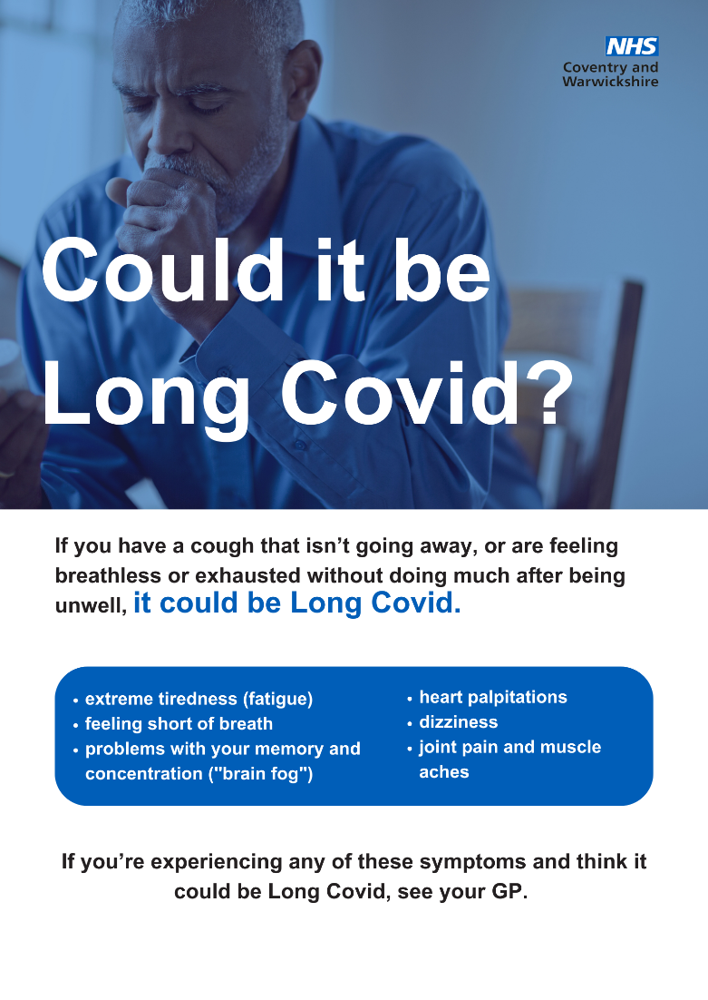 NHS
Coventry and
Warwickshire
Could it be
Long Covid?
If you have a cough that isn’t going away, or are feeling
breathless or exhausted without doing much after being
unwell, it could be Long Covid.
• extreme tiredness (fatigue)
• feeling short of breath
• problems with your memory and
concentration ("brain fog")
• heart palpitations
• dizziness
• joint pain and muscle
aches
If you’re experiencing any of these symptoms and think it
could be Long Covid, see your GP.